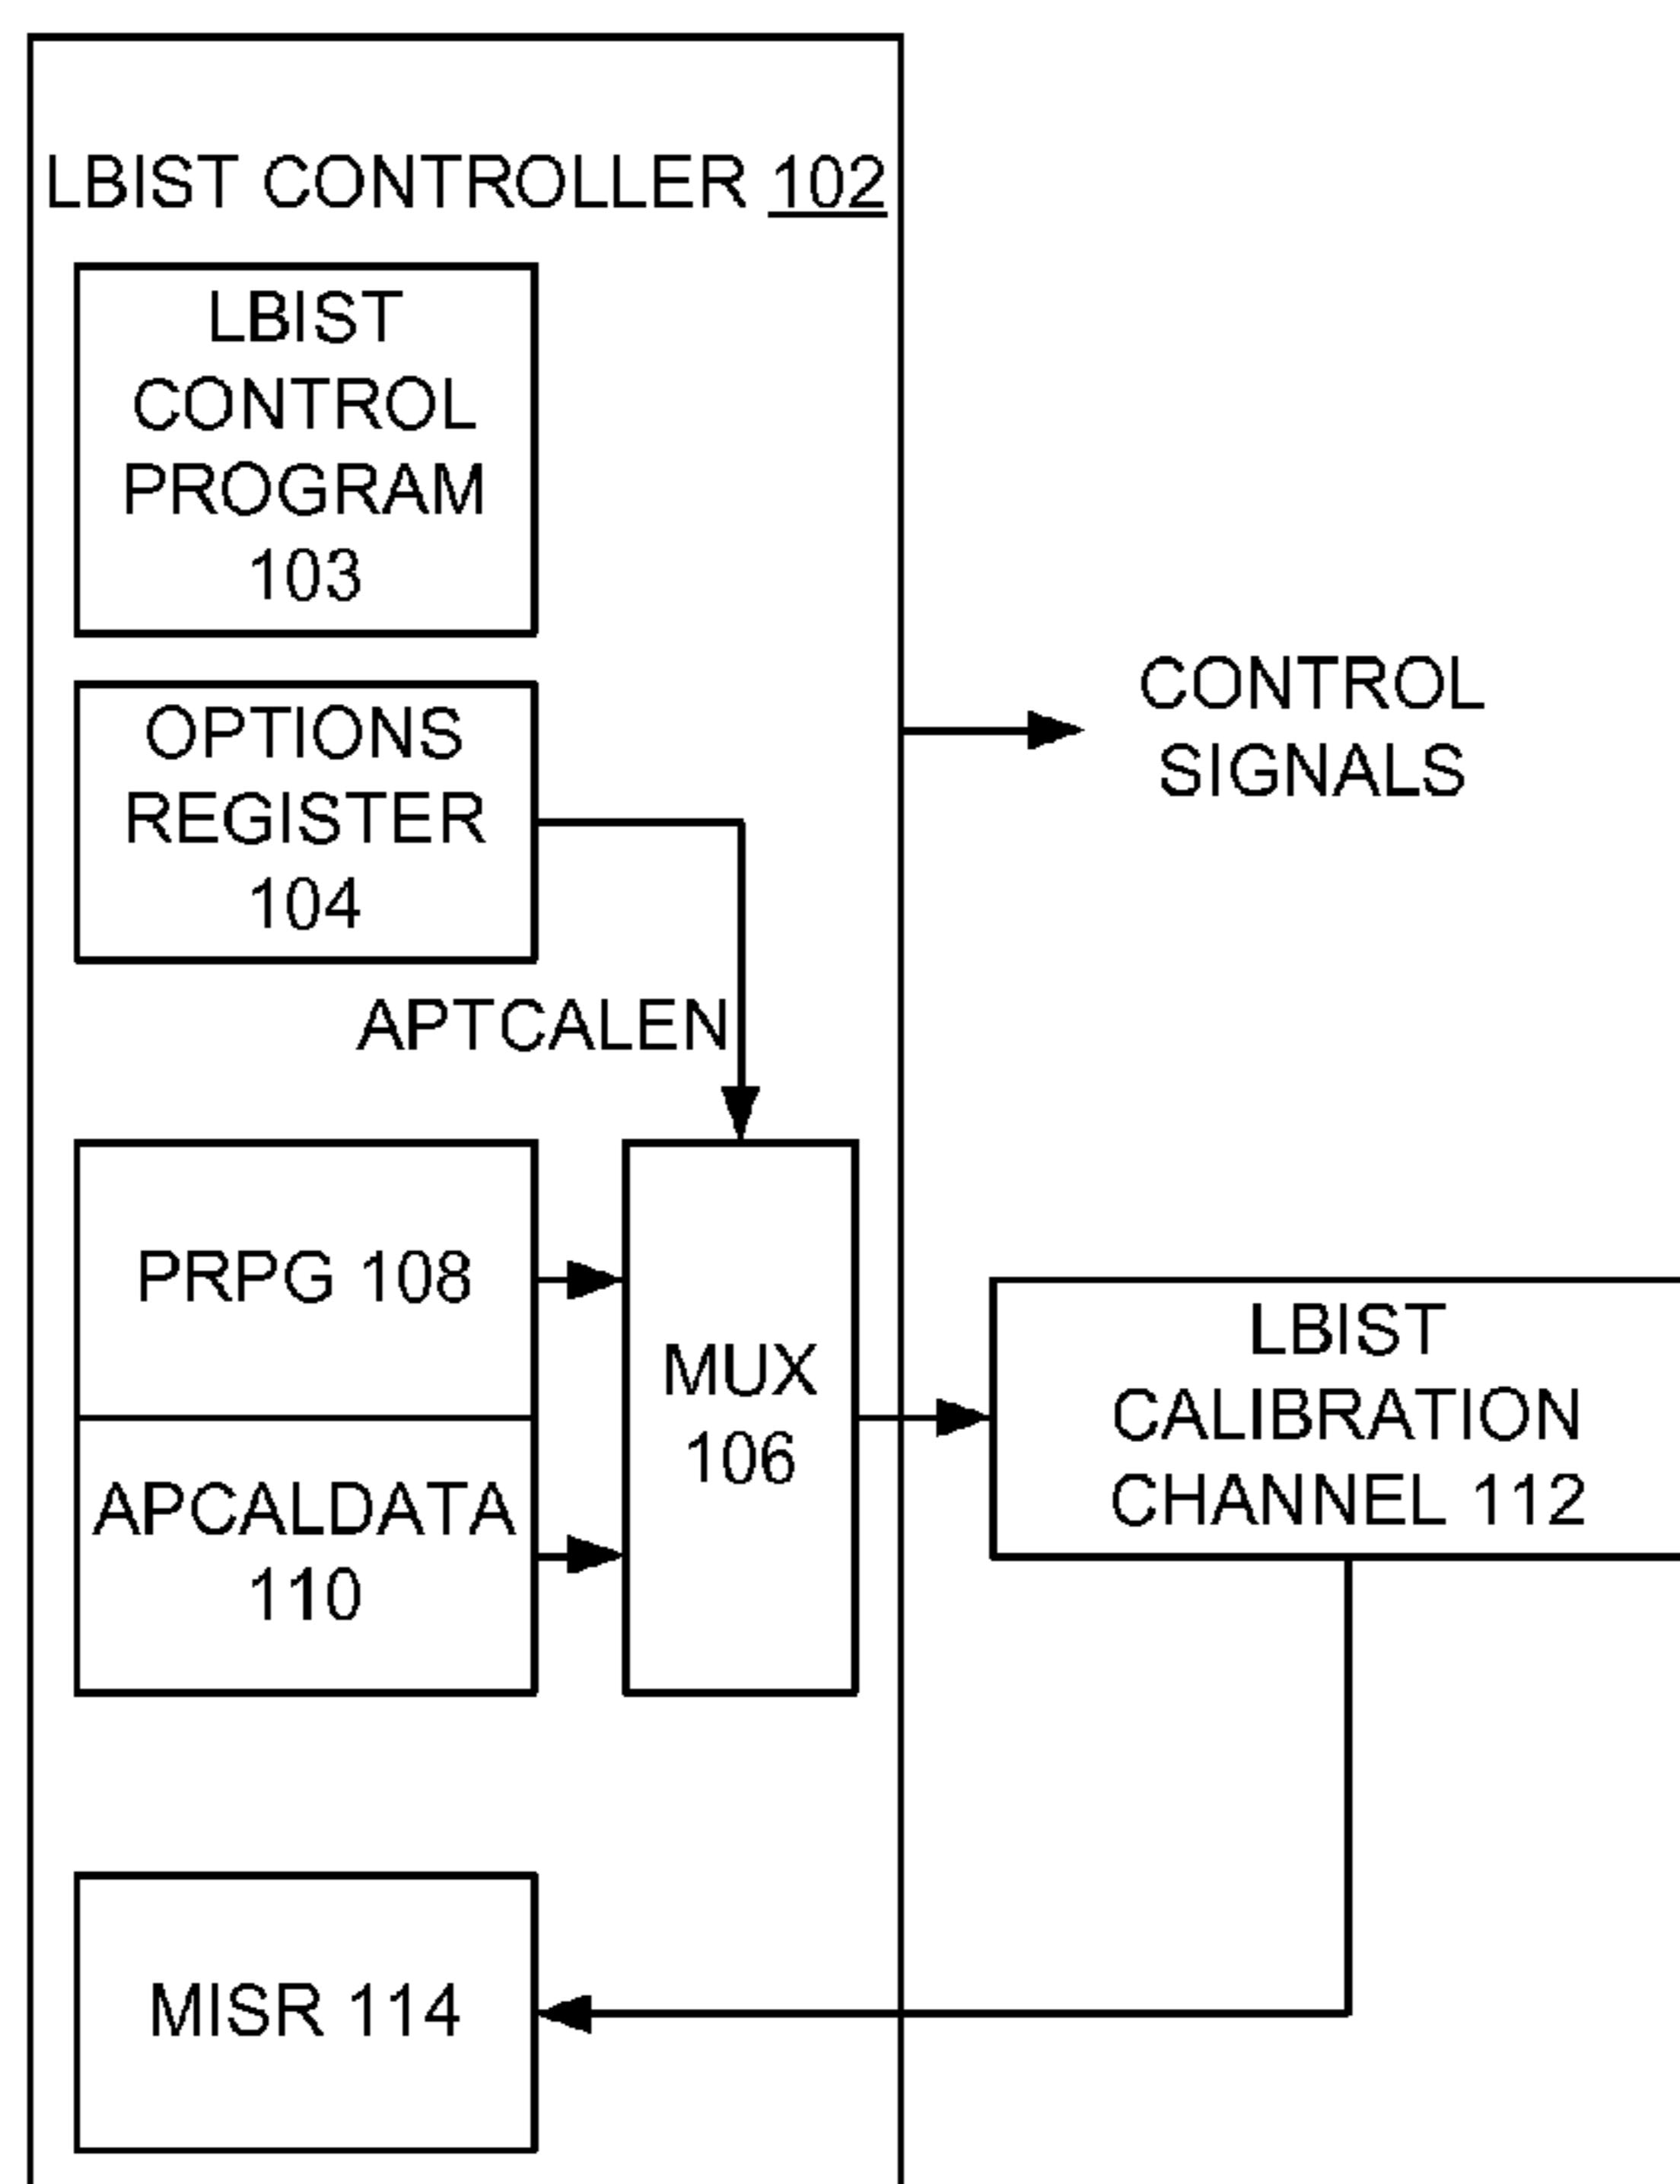 LBIST CONTROLLER 102
LBIST
CONTROL
PROGRAM
103
OPTIONS
REGISTER
104
CONTROL
SIGNALS
APTCALEN
PRPG 108
APCALDATA
110
MUX
106
LBIST
CALIBRATION
CHANNEL 112
MISR 114